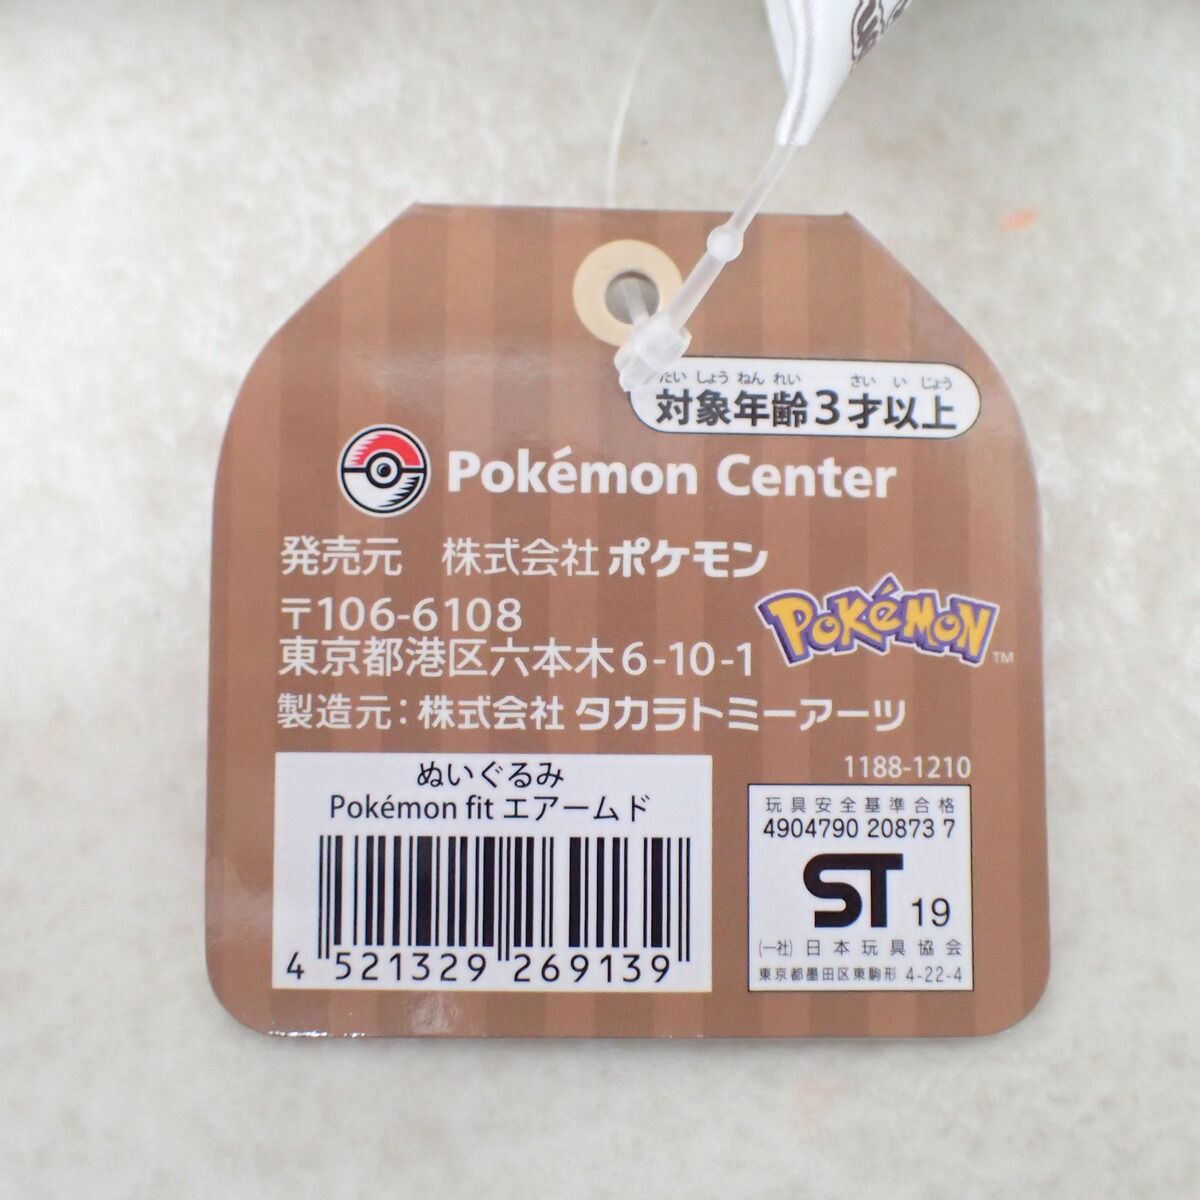 たい しょう ねん れい さい い じょう
対象年齢3才以上
Pokémon Center
発売元 株式会社 ポケモン
〒106-6108
東京都港区六本木6-10-1
POKéMON TM
製造元：株式会社 タカラトミーアーツ
1188-1210
ぬいぐるみ
Pokémon fit エアームド
4 521329 269139
玩具安全基準合格
4904790 20873 7
ST 19
(一社) 日本玩具協会
東京都墨田区東駒形 4-22-4